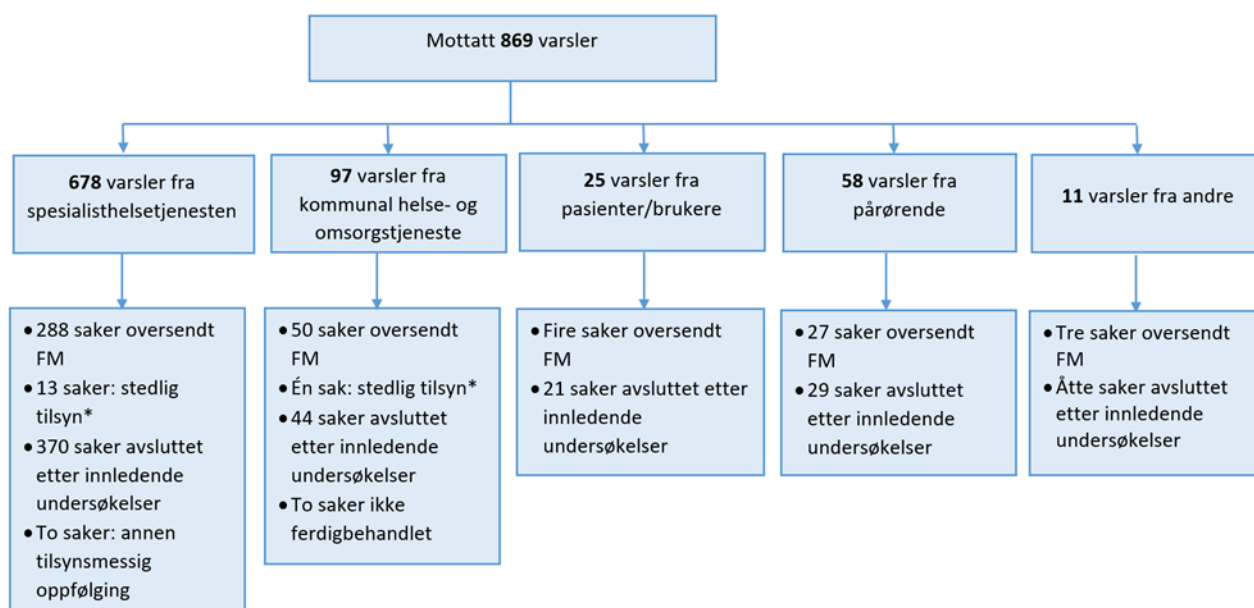 Mottatt 869 varsler
678 varsler fra
spesialisthelsetjenesten
97 varsler fra
kommunal helse- og
omsorgstjeneste
25 varsler fra
pasienter/brukere
58 varsler fra
pårørende
11 varsler fra andre
• 288 saker oversendt
FM
• 13 saker: stedlig
tilsyn*
• 370 saker avsluttet
etter innledende
undersøkelser
• To saker: annen
tilsynsmessig
oppfølging
• 50 saker oversendt
FM
• Én sak: stedlig tilsyn*
• 44 saker avsluttet
etter innledende
undersøkelser
• To saker ikke
ferdigbehandlet
• Fire saker oversendt
FM
• 21 saker avsluttet etter
innledende
undersøkelser
• 27 saker oversendt
FM
• 29 saker avsluttet
etter innledende
undersøkelser
• Tre saker oversendt
FM
• Åtte saker avsluttet
etter innledende
undersøkelser